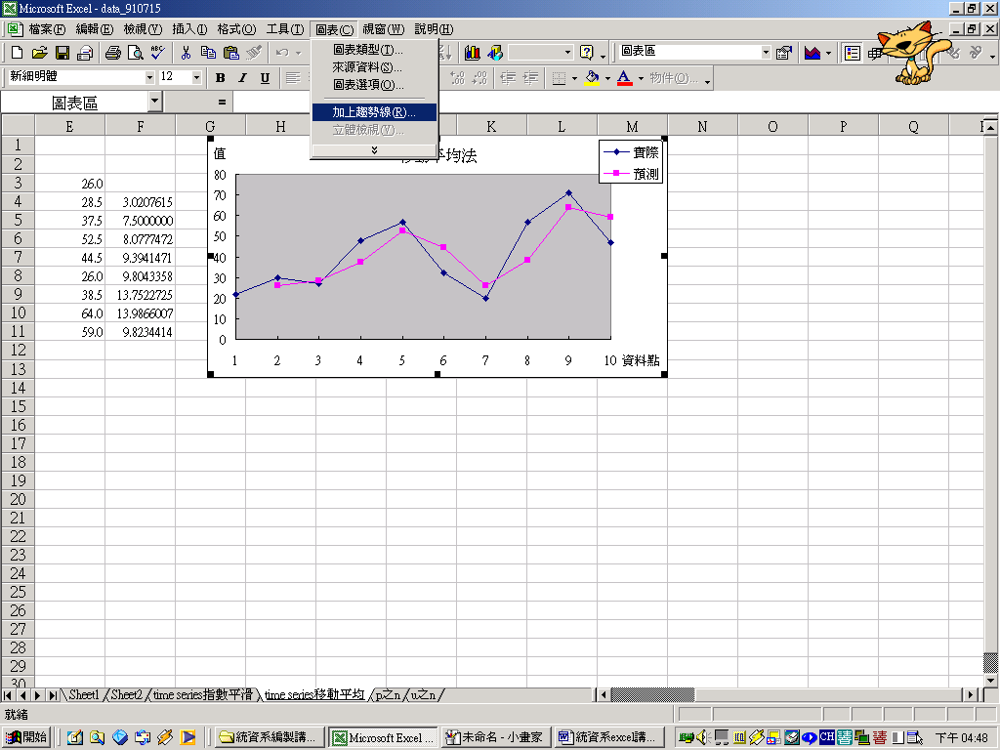 Microsoft Excel - data_910715
檔案(F) 編輯(E) 檢視(V) 插入(I) 格式(O) 工具(T) 圖表(C) 視窗(W) 說明(H)
圖表區
新細明體 12 B I U 物件(O)...
圖表區 =
圖表類型(T)...
來源資料(S)...
圖表選項(O)...
加上趨勢線(R)...
立體檢視(V)...
E F G H K L M N O P Q
1
2
3 26.0
4 28.5 3.0207615
5 37.5 7.5000000
6 52.5 8.0777472
7 44.5 9.3941471
8 26.0 9.8043358
9 38.5 13.7522725
10 64.0 13.9866007
11 59.0 9.8234414
12
13
14
15
16
17
18
19
20
21
22
23
24
25
26
27
28
29
30
移動平均法
值
80
70
60
50
40
30
20
10
0
1 2 3 4 5 6 7 8 9 10 資料點
實際
預測
Sheet1 Sheet2 time series指數平滑 time series移動平均 p之n u之n
就緒
開始 統資系編製講... Microsoft Excel ... 未命名 - 小畫家 統資系excel講... CH 下午 04:48